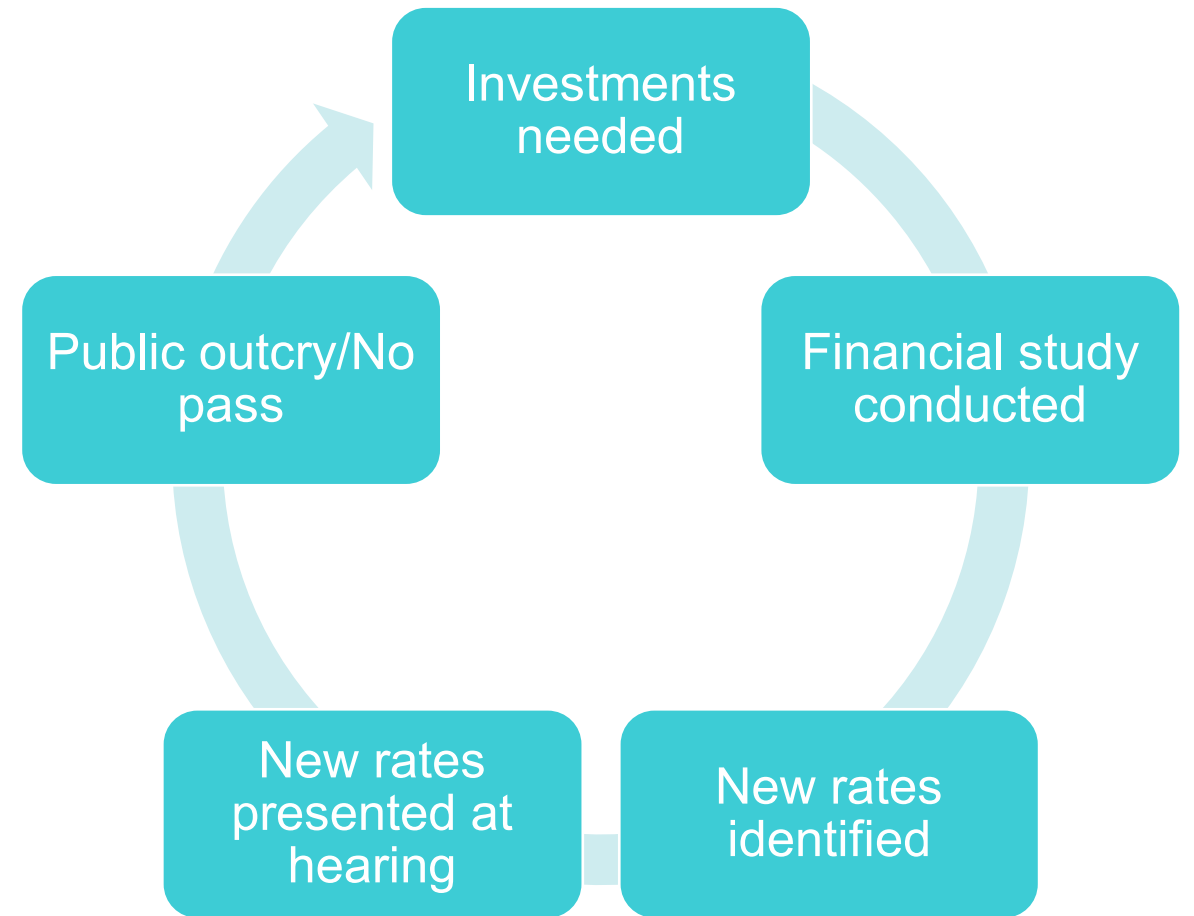 Investments
needed
Financial study
conducted
New rates
identified
New rates
presented at
hearing
Public outcry/No
pass